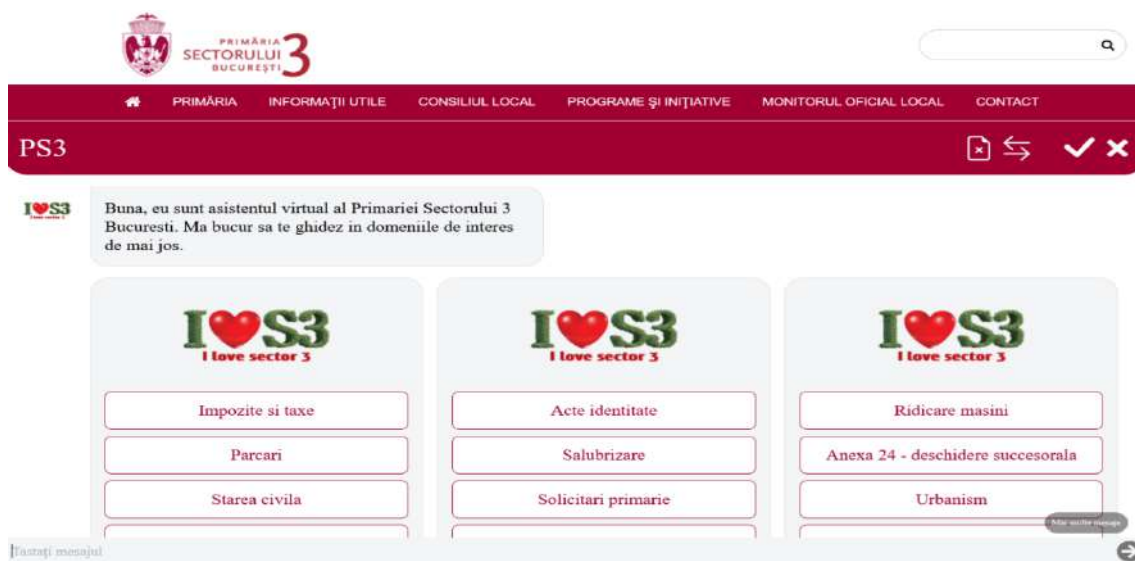 PRIMĂRIA
SECTORULUI 3
BUCUREȘTI
PRIMĂRIA INFORMAȚII UTILE CONSILIUL LOCAL PROGRAME ȘI INIȚIATIVE MONITORUL OFICIAL LOCAL CONTACT
PS3
I S3
Buna, eu sunt asistentul virtual al Primariei Sectorului 3
Bucuresti. Ma bucur sa te ghidez in domeniile de interes
de mai jos.
I S3 I S3 I S3
I love sector 3 I love sector 3 I love sector 3
Impozite si taxe Acte identitate Ridicare masini
Parcari Salubrizare Anexa 24 - deschidere succesorala
Starea civila Solicitari primarie Urbanism
Mai multe mesaje
Tastați mesajul